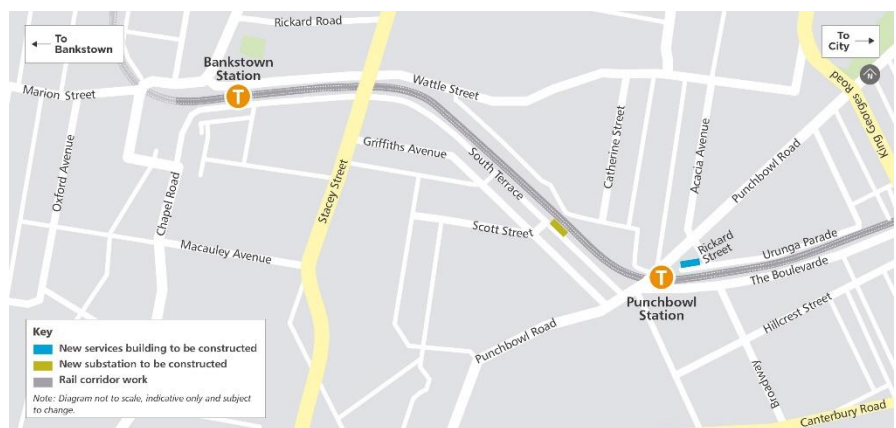 To
Bankstown
Rickard Road
To
City
N
Bankstown
Station
T
Marion Street
Wattle Street
King Georges Road
Oxford Avenue
Chapel Road
Stacey Street
Griffiths Avenue
South Terrace
Catherine Street
Acacia Avenue
Punchbowl Road
Scott Street
Macauley Avenue
Rickard
Street
Urunga Parade
The Boulevarde
T
Punchbowl
Station
Hillcrest Street
Punchbowl Road
Broadway
Canterbury Road
Key
New services building to be constructed
New substation to be constructed
Rail corridor work
Note: Diagram not to scale, indicative only and subject
to change.